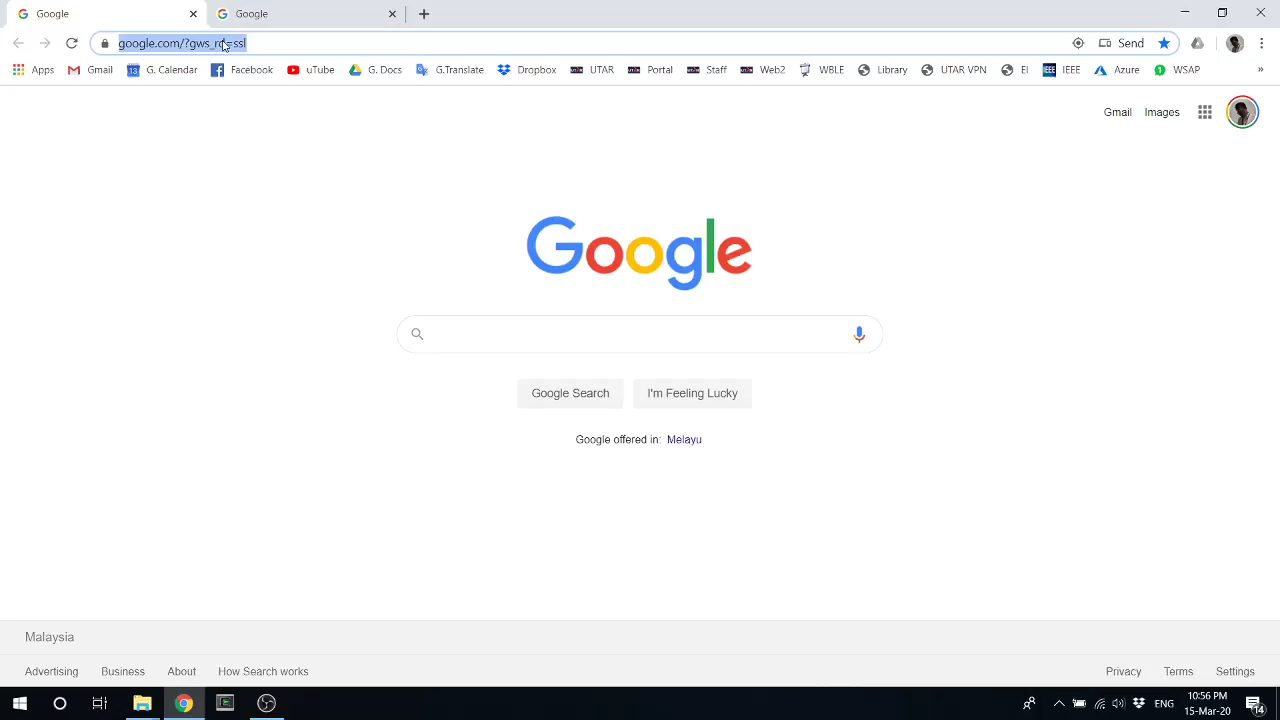 Google Google
google.com/?gws_rd=ssl Send
Apps Gmail G. Calendar Facebook uTube G. Docs G.Translate Dropbox UTAR Portal Staff Web2 WBLE Library UTAR VPN EI IEEE Azure WSAP »
Gmail Images
Google
Google Search I'm Feeling Lucky
Google offered in: Melayu
Malaysia
Advertising Business About How Search works Privacy Terms Settings
ENG 10:56 PM
15-Mar-20 14